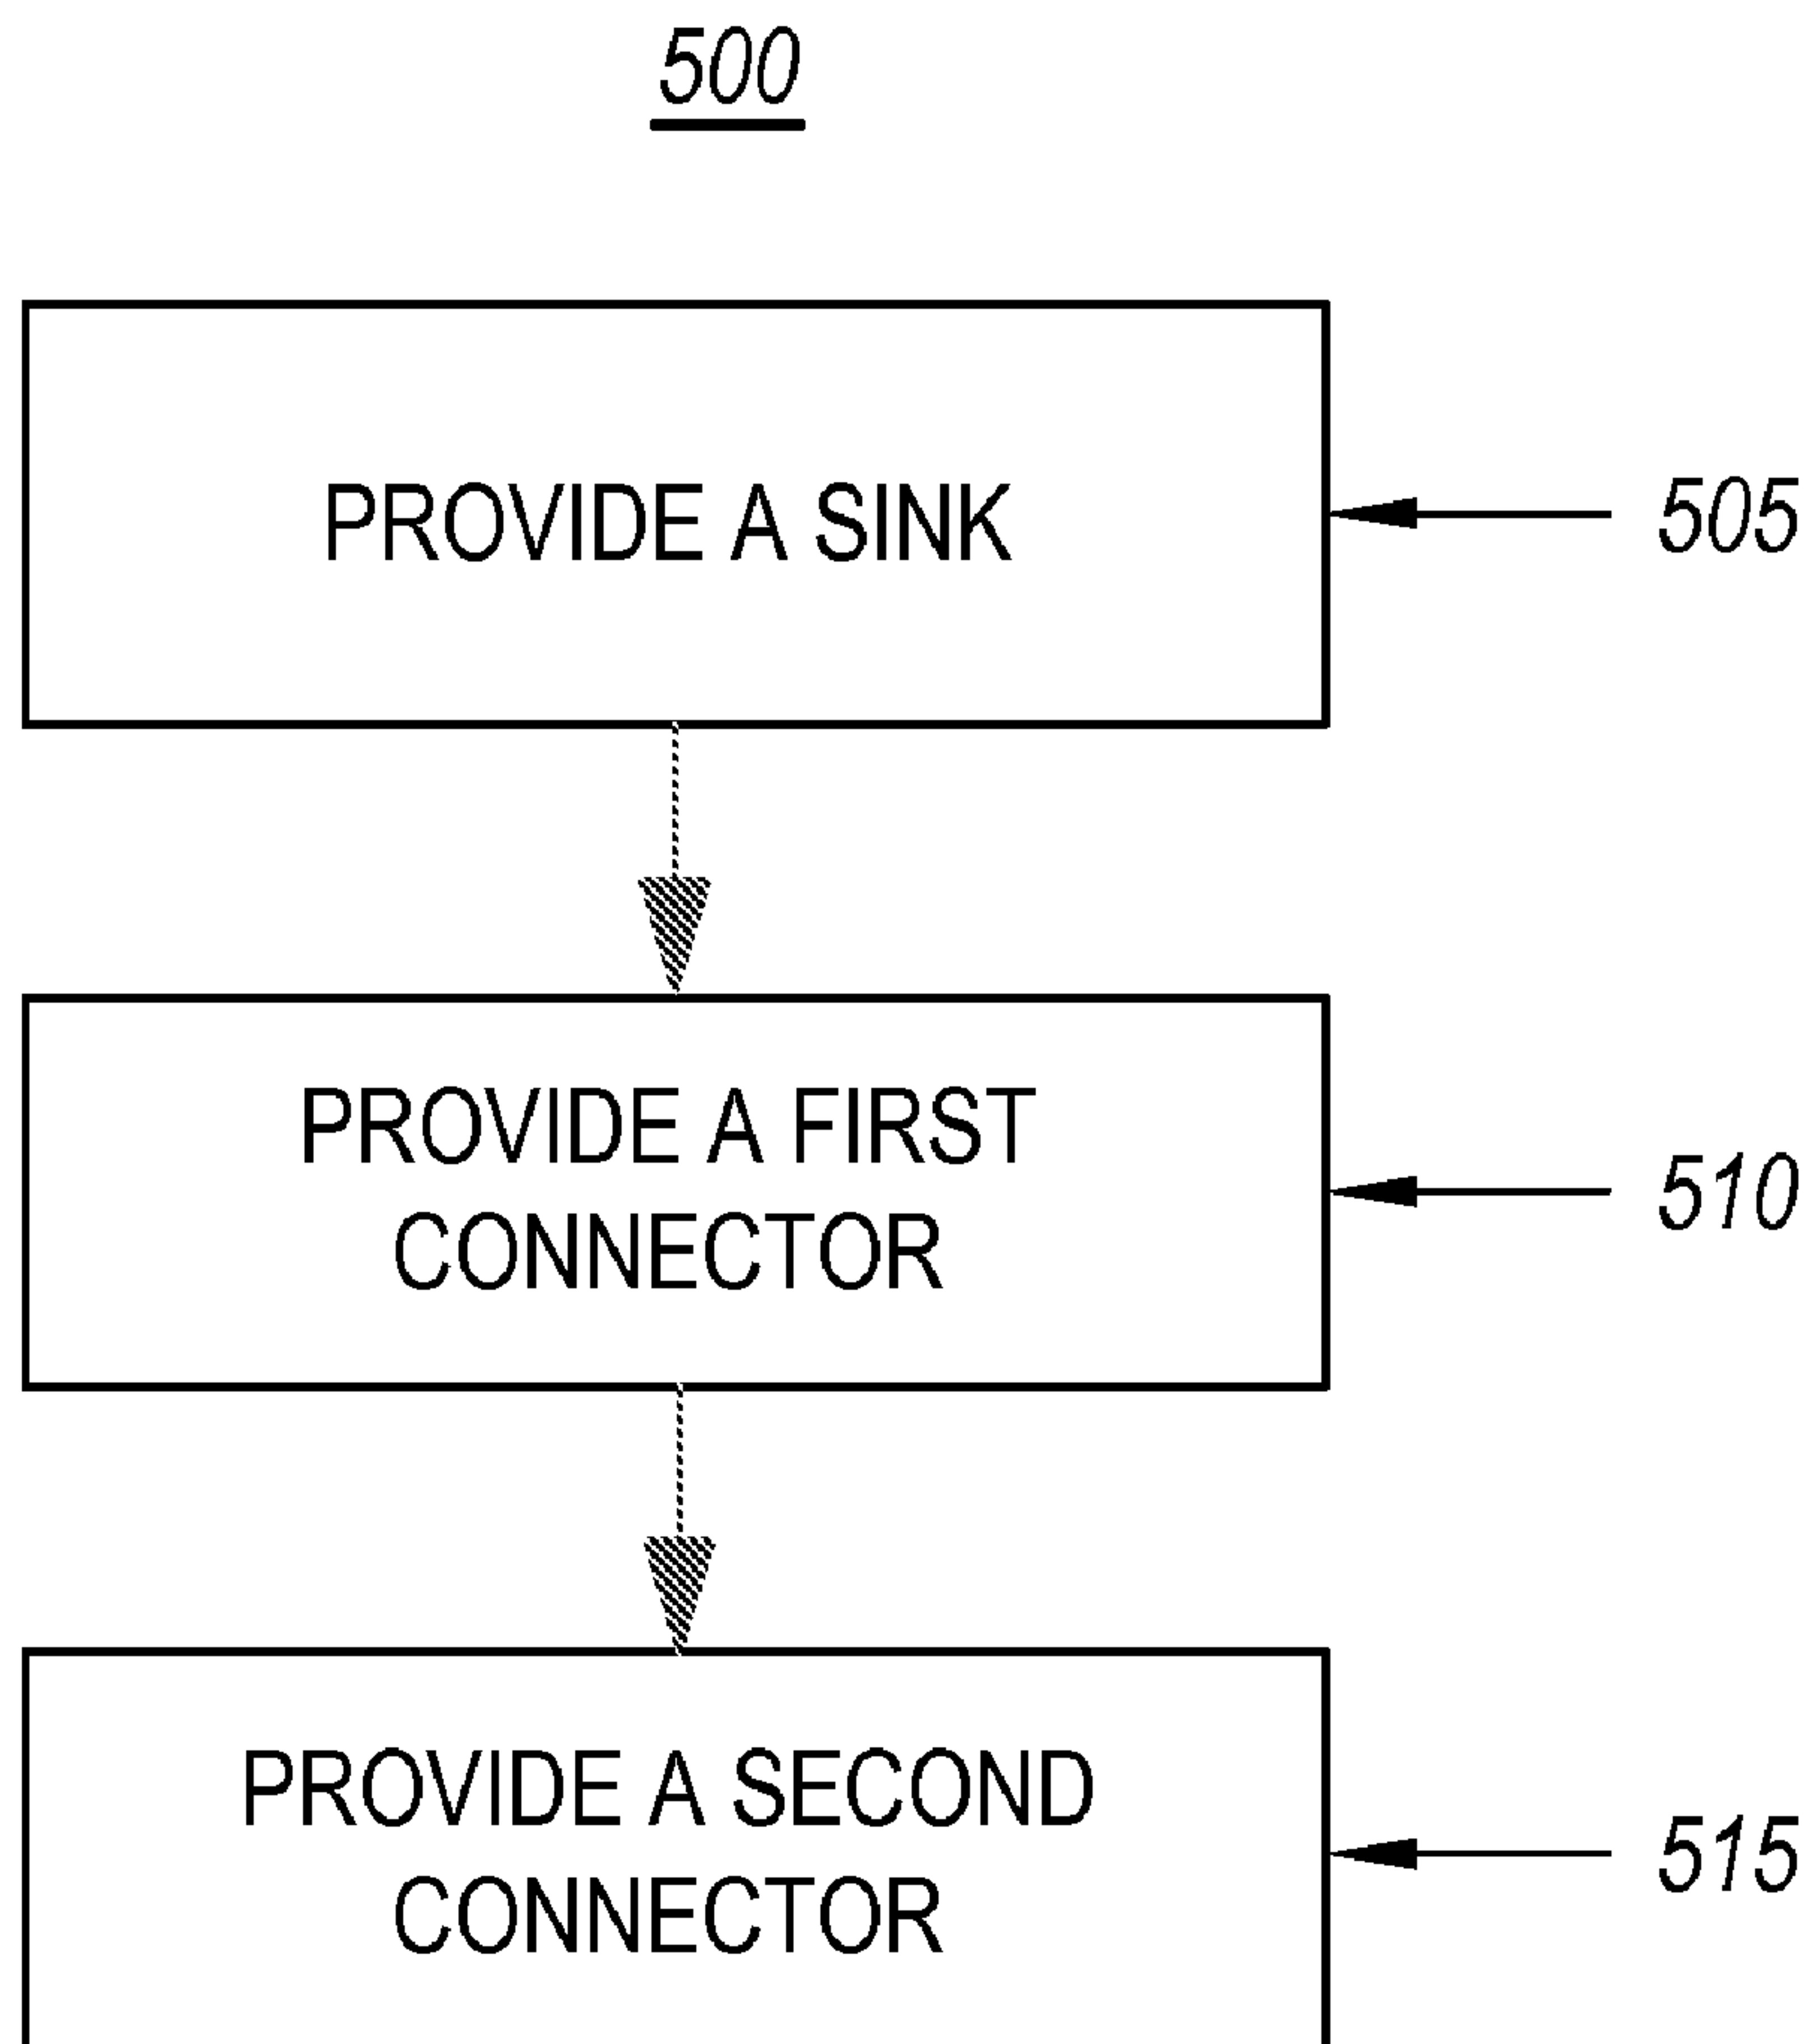 500
PROVIDE A SINK
505
PROVIDE A FIRST
CONNECTOR
510
PROVIDE A SECOND
CONNECTOR
515